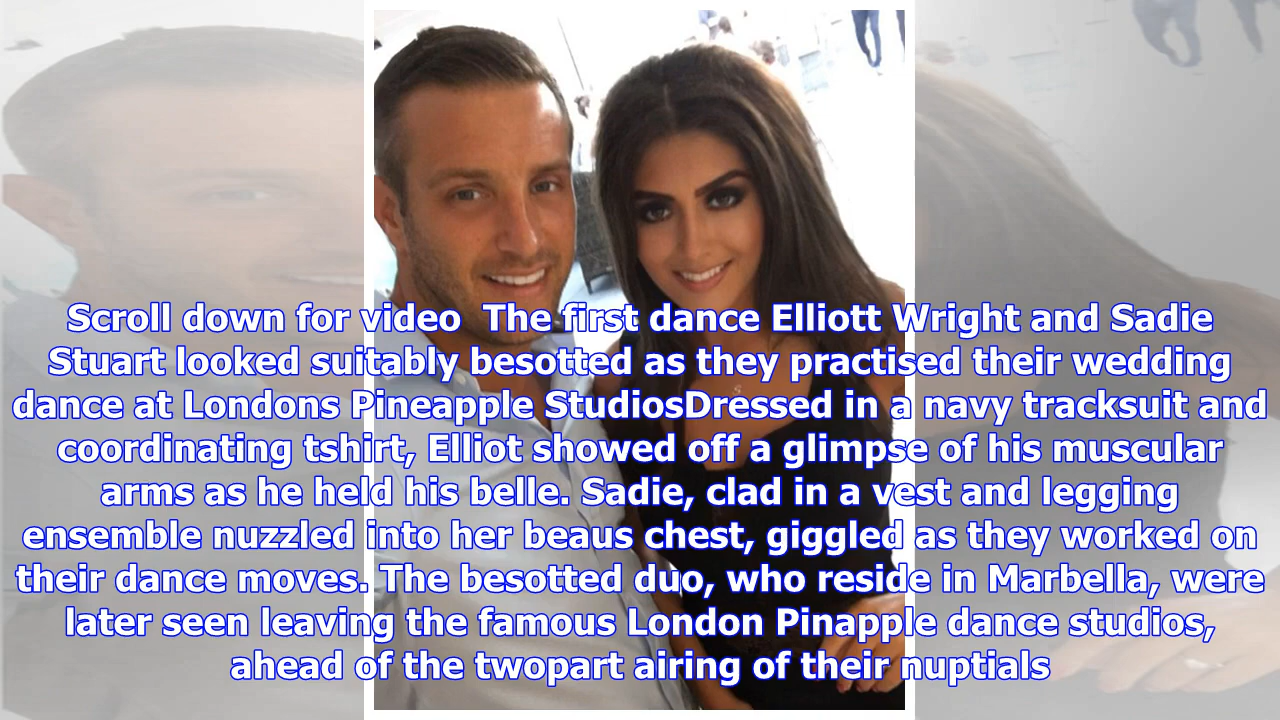 Scroll down for video  The first dance Elliott Wright and Sadie
Stuart looked suitably besotted as they practised their wedding
dance at Londons Pineapple StudiosDressed in a navy tracksuit and
coordinating tshirt, Elliot showed off a glimpse of his muscular
arms as he held his belle. Sadie, clad in a vest and legging
ensemble nuzzled into her beaus chest, giggled as they worked on
their dance moves. The besotted duo, who reside in Marbella, were
later seen leaving the famous London Pinapple dance studios,
ahead of the twopart airing of their nuptials